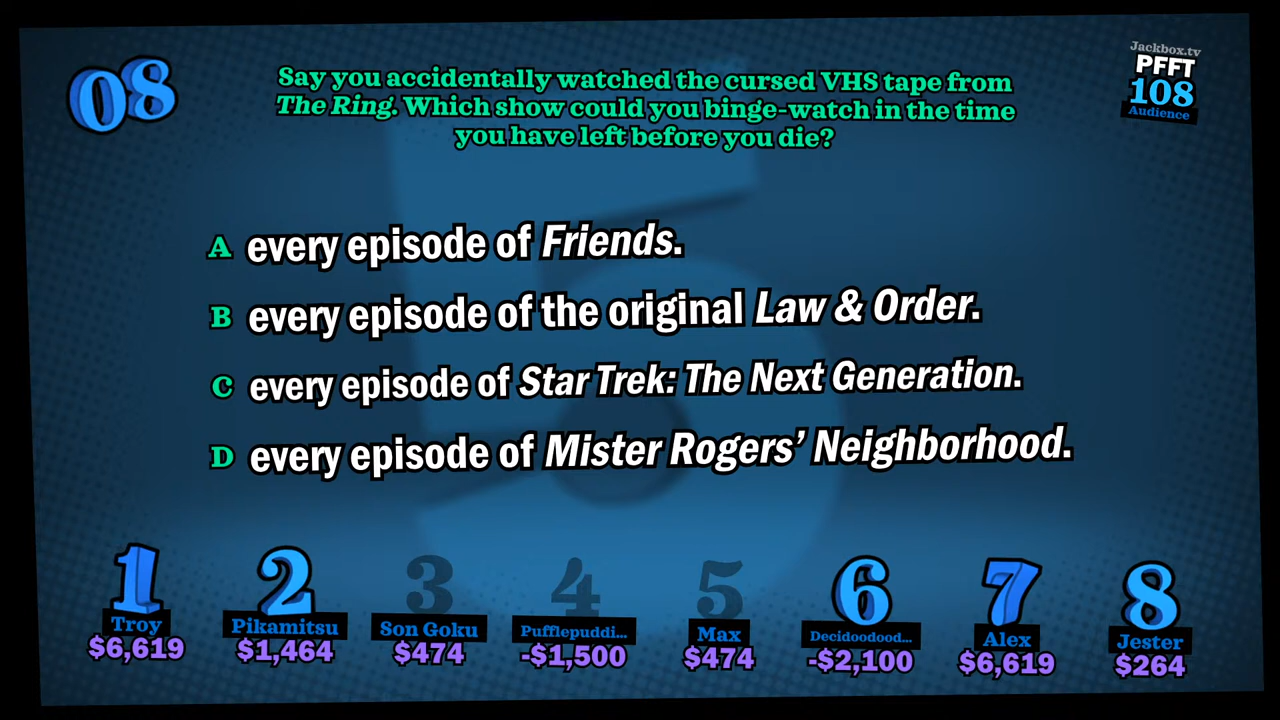 08
Say you accidentally watched the cursed VHS tape from
The Ring. Which show could you binge-watch in the time
you have left before you die?
Jackbox.tv
PFFT
108
Audience
A every episode of Friends.
B every episode of the original Law & Order.
C every episode of Star Trek: The Next Generation.
D every episode of Mister Rogers' Neighborhood.
5
1 2 3 4 5 6 7 8
Troy Pikamitsu Son Goku Pufflepuddi... Max Decidoodood... Alex Jester
$6,619 $1,464 $474 -$1,500 $474 -$2,100 $6,619 $264